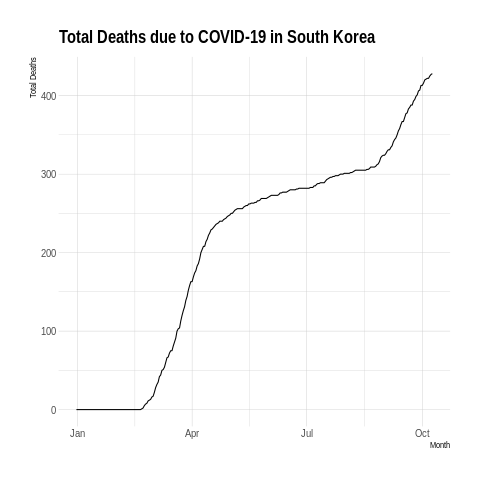 Total Deaths due to COVID-19 in South Korea
Total Deaths
400
300
200
100
0
Jan Apr Jul Oct
Month